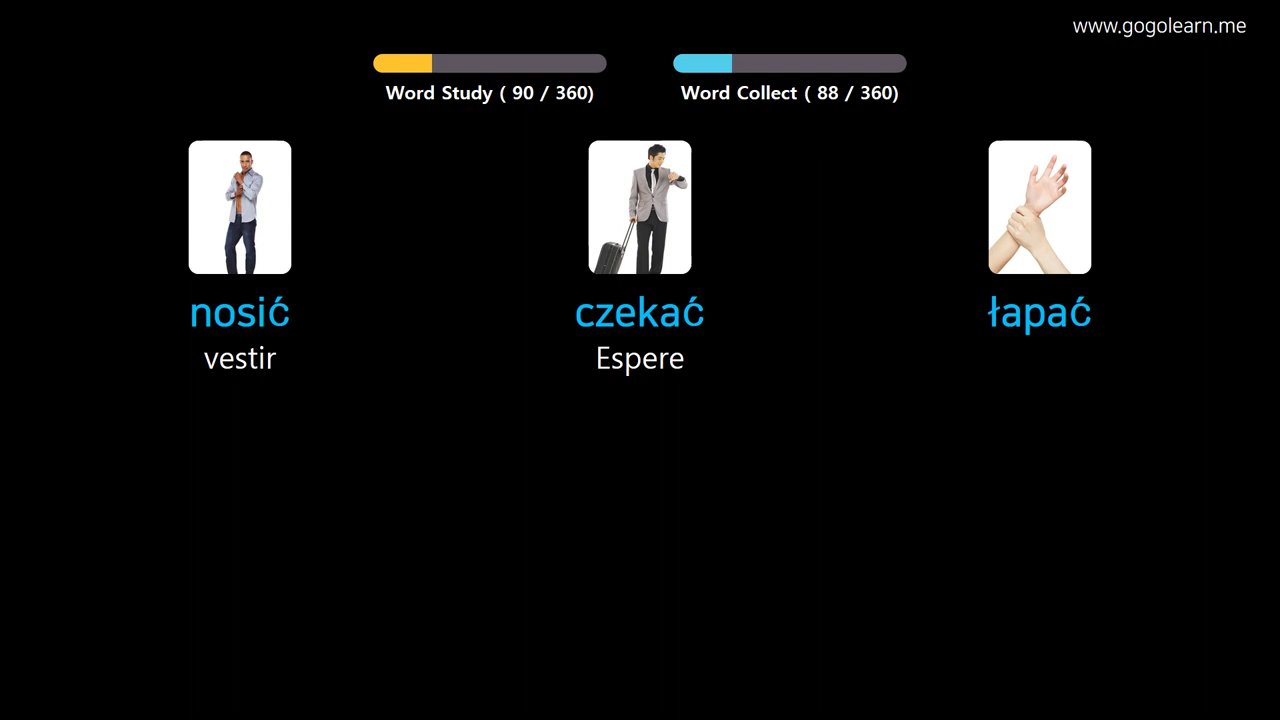 www.gogolearn.me
Word Study ( 90 / 360)
Word Collect ( 88 / 360)
nosić
czekać
łapać
vestir
Espere